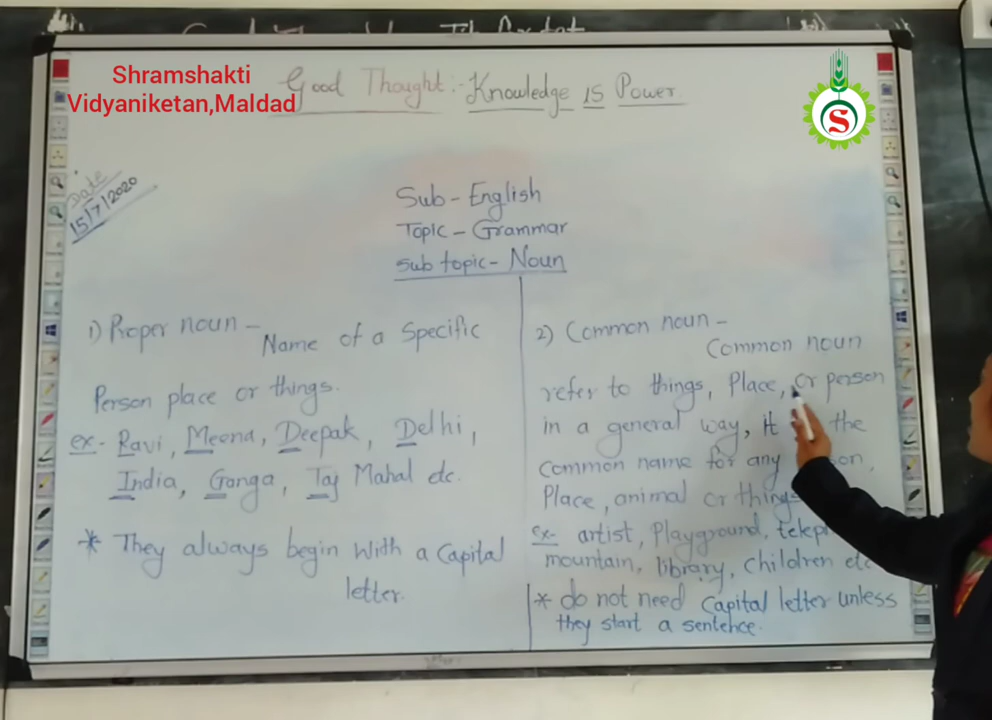 Shramshakti
Vidyaniketan,Maldad
Good Thought:- Knowledge is Power.
S
Date
15/7/2020
Sub - English
Topic - Grammar
Sub topic - Noun
1) Proper noun -
Name of a Specific
Person place or things.
ex- Ravi, Meena, Deepak, Delhi,
India, Ganga, Taj Mahal etc.
* They always begin with a Capital
letter.
2) Common noun -
Common noun
refer to things, Place, or person
in a general way, it the
Common name for any
Place, animal or things
Ex- artist, Playground,
mountain, library, children etc
* do not need Capital letter unless
they start a sentence.